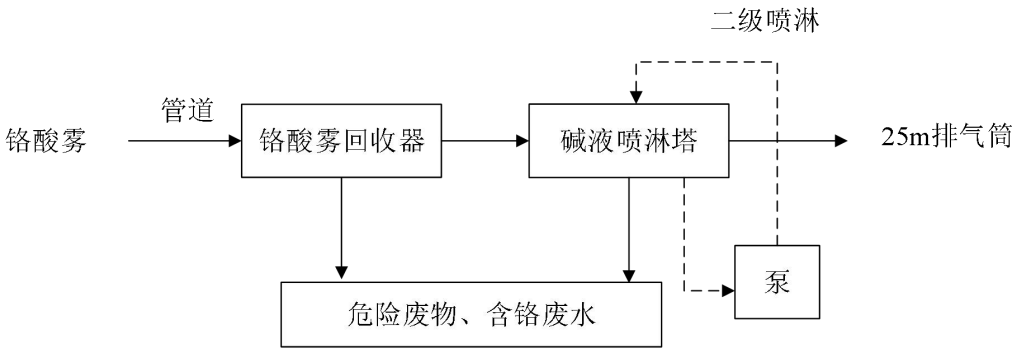 二级喷淋
管道
铬酸雾
铬酸雾回收器
碱液喷淋塔
25m排气筒
泵
危险废物、含铬废水